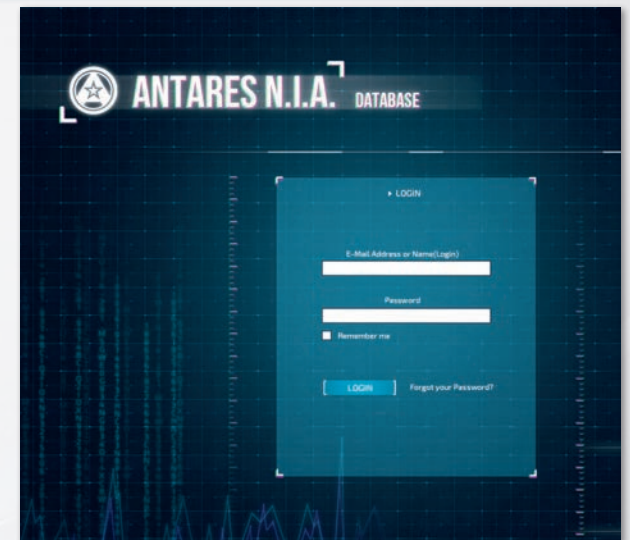 ANTARES N.I.A. DATABASE
LOGIN
E-Mail Address or Name(Login)
Password
Remember me
LOGIN Forgot your Password?